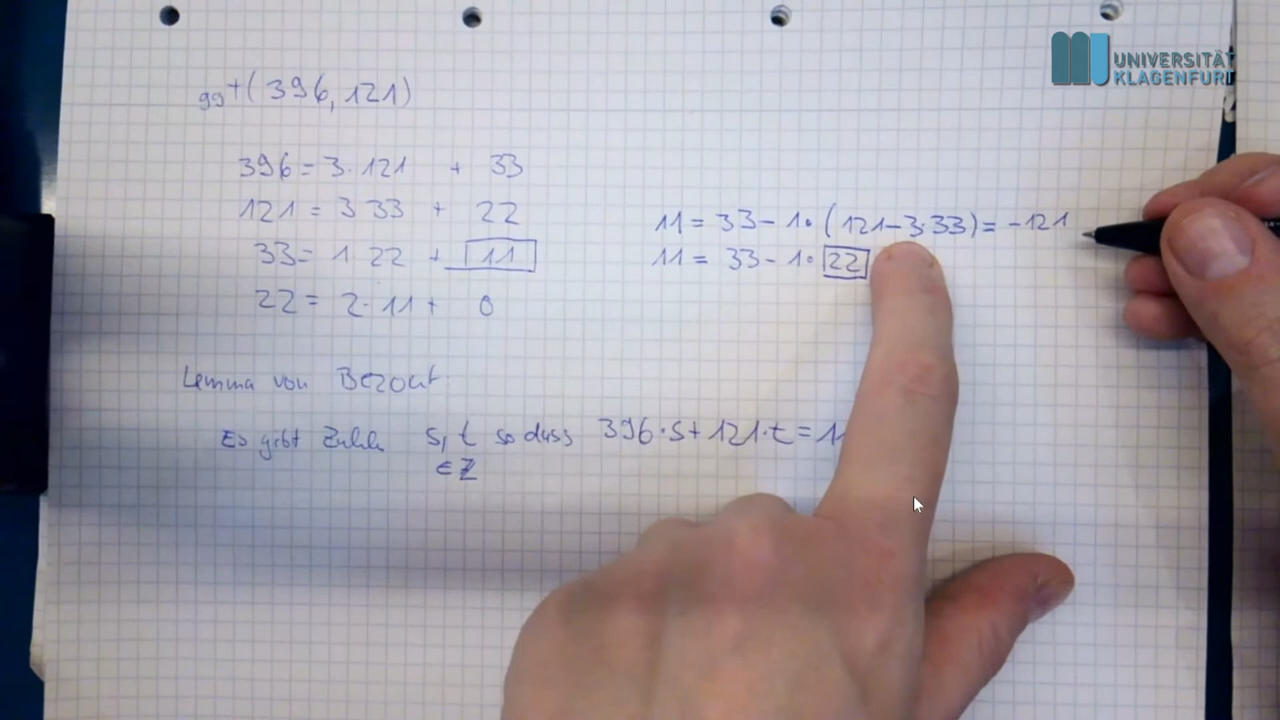 UNIVERSITÄT
KLAGENFURT
ggT(396, 121)
396 = 3·121 + 33
121 = 3 33 + 22
33 = 1 22 + 11
22 = 2·11 + 0
11 = 33 - 1·(121-3·33) = -121
11 = 33 - 1·22
Lemma von Bezout:
Es gibt Zahlen s, t so dass 396·s + 121·t = 11
∈ ℤ